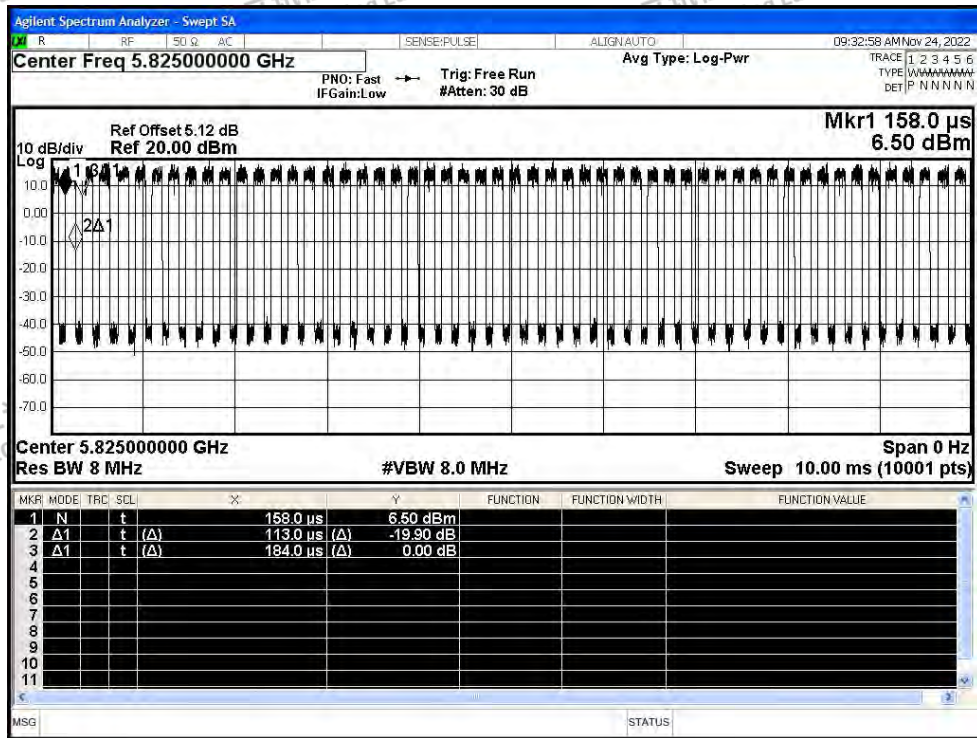 Agilent Spectrum Analyzer - Swept SA
LXI R RF 50 Ω AC SENSE:PULSE ALIGN AUTO 09:32:58 AM Nov 24, 2022
Center Freq 5.825000000 GHz
PNO: Fast
IFGain:Low
Trig: Free Run
#Atten: 30 dB
Avg Type: Log-Pwr
TRACE 1 2 3 4 5 6
TYPE WWWWWWW
DET P N N N N N
Mkr1 158.0 µs
6.50 dBm
Ref Offset 5.12 dB
10 dB/div Ref 20.00 dBm
Log
1 3Δ1
10.0
0.00
2Δ1
-10.0
-20.0
-30.0
-40.0
-50.0
-60.0
-70.0
Center 5.825000000 GHz Span 0 Hz
Res BW 8 MHz #VBW 8.0 MHz Sweep 10.00 ms (10001 pts)
MKR MODE TRC SCL X Y FUNCTION FUNCTION WIDTH FUNCTION VALUE
1 N t 158.0 µs 6.50 dBm
2 Δ1 t (Δ) 113.0 µs (Δ) -19.90 dB
3 Δ1 t (Δ) 184.0 µs (Δ) 0.00 dB
4
5
6
7
8
9
10
11
MSG STATUS